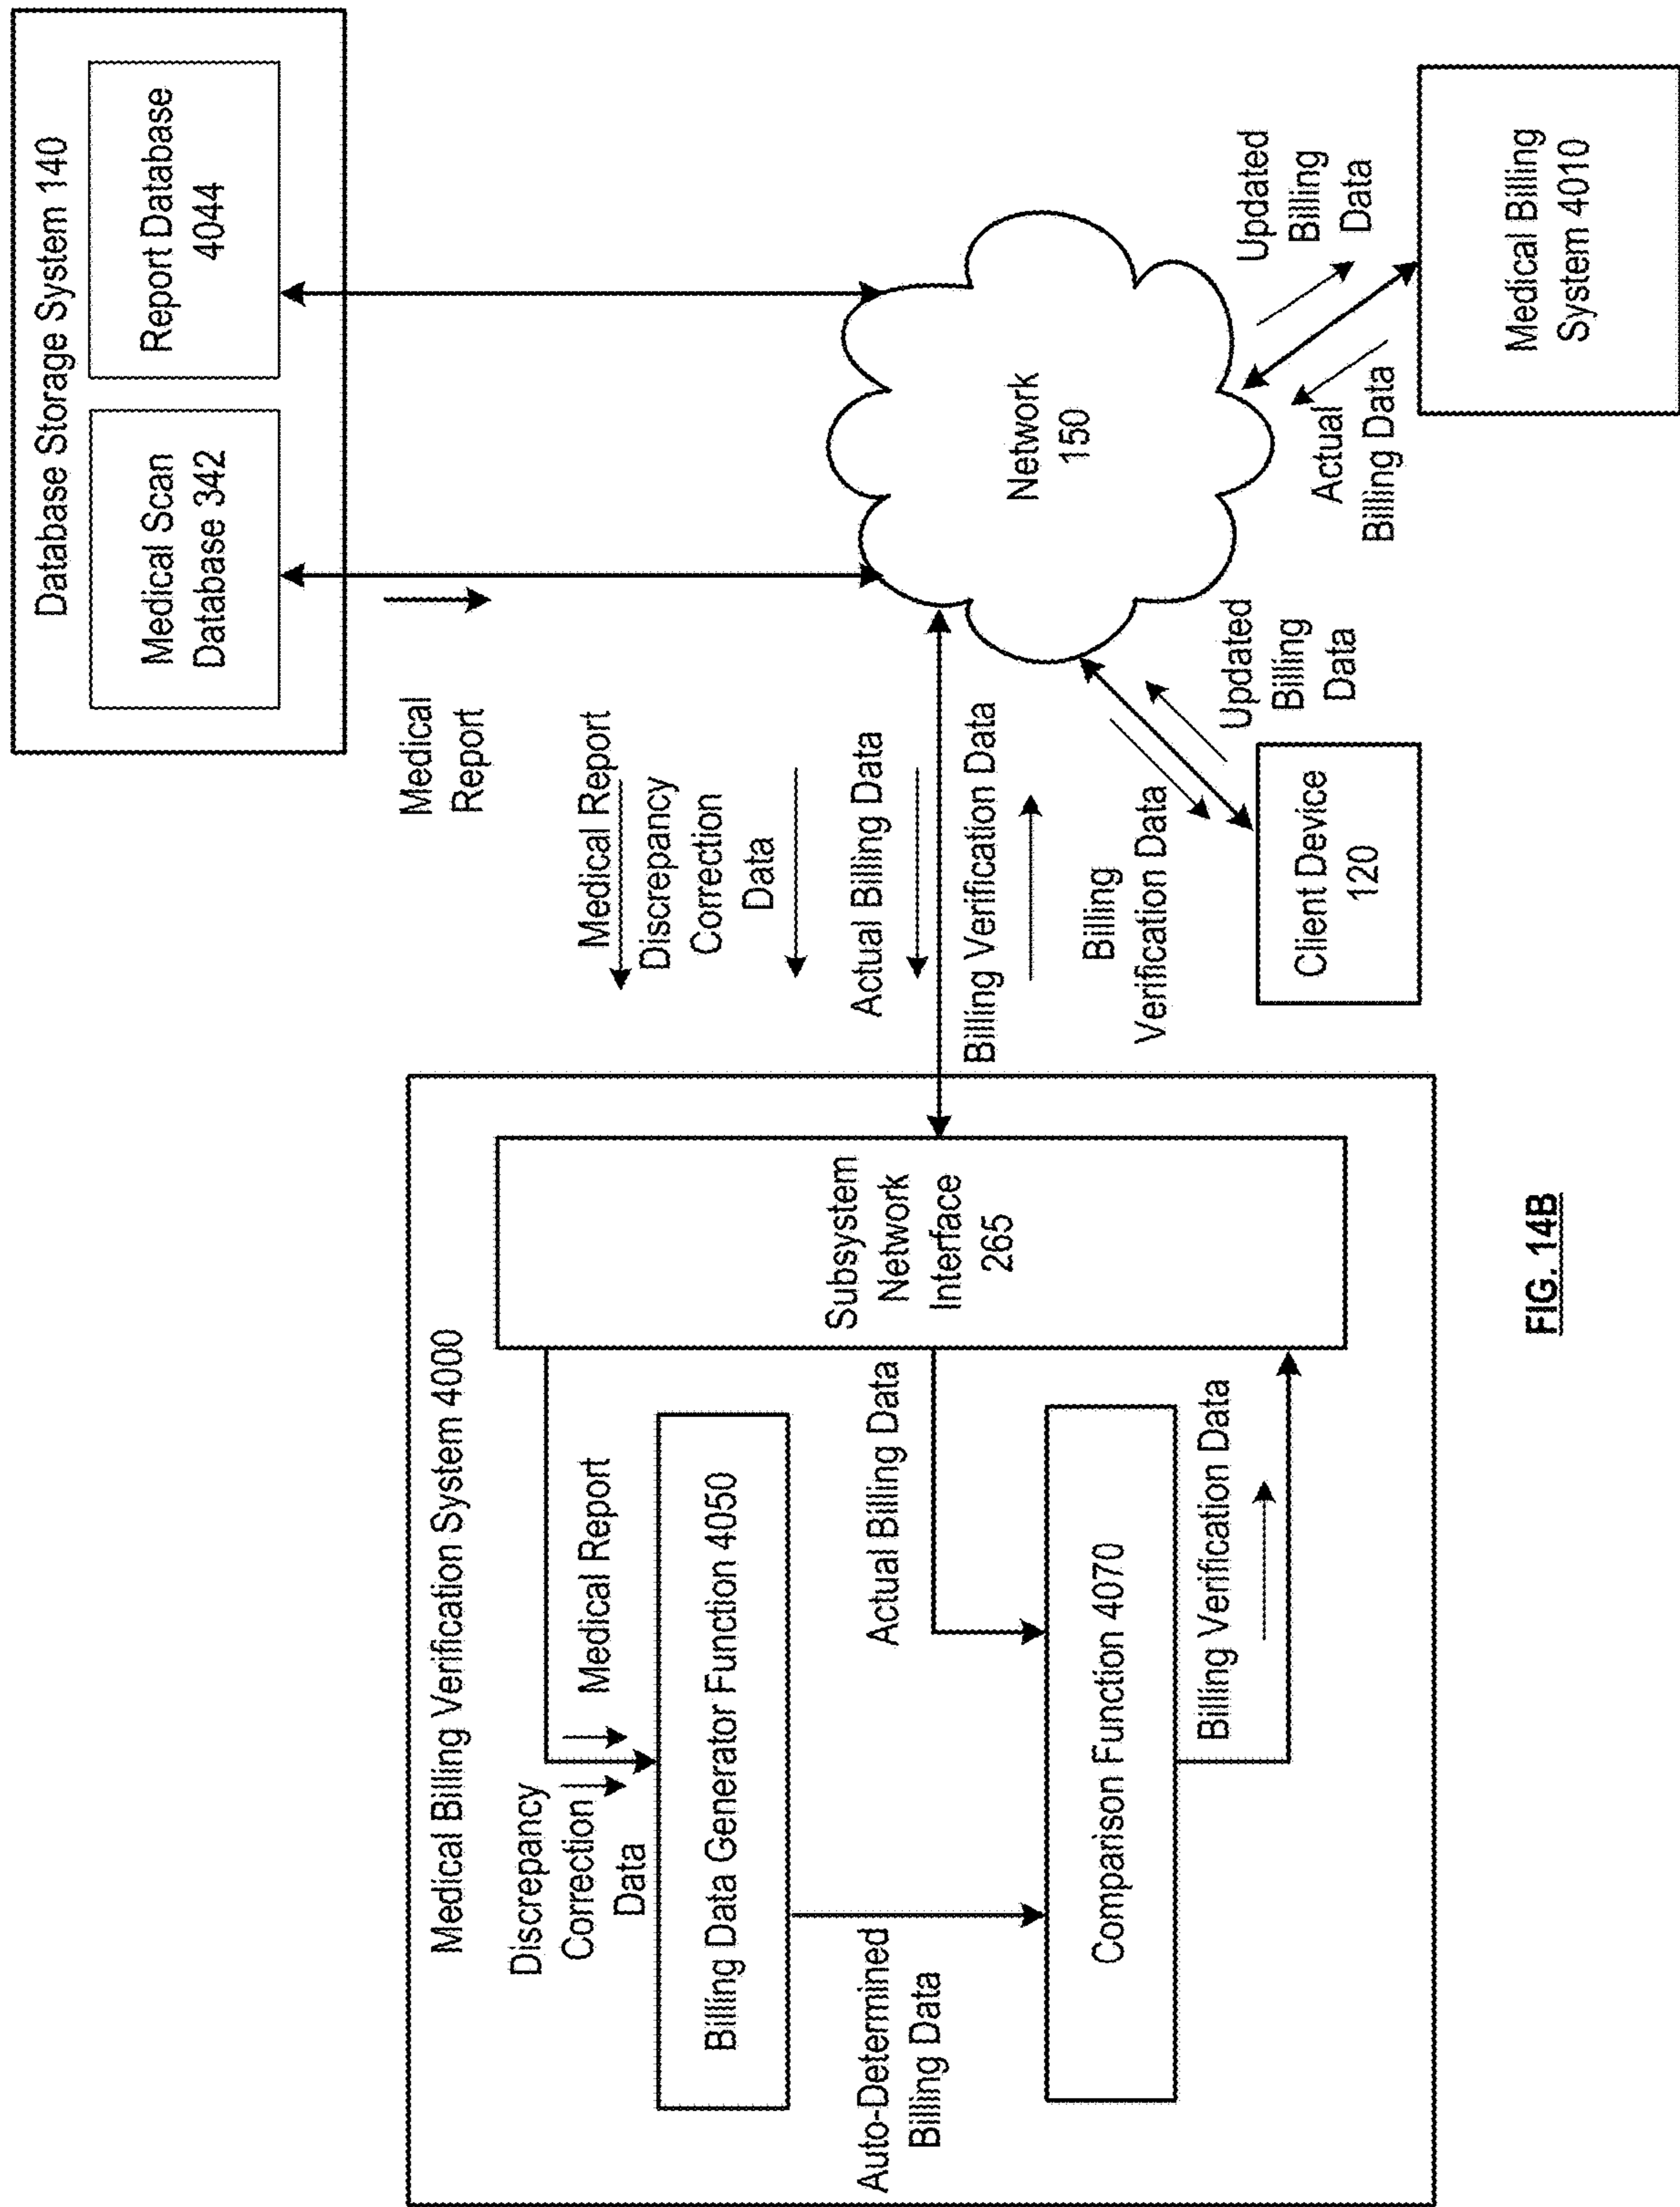 Medical Billing Verification System 4000
Discrepancy
Correction
Data
Medical Report
Billing Data Generator Function 4050
Auto-Determined
Billing Data
Actual Billing Data
Comparison Function 4070
Billing Verification Data
Subsystem
Network
Interface
265
Medical Report
Discrepancy
Correction
Data
Actual Billing Data
Billing Verification Data
Medical
Report
Database Storage System 140
Medical Scan
Database 342
Report Database
4044
Network
150
Billing
Verification Data
Updated
Billing
Data
Client Device
120
Actual
Billing Data
Updated
Billing
Data
Medical Billing
System 4010
FIG. 14B